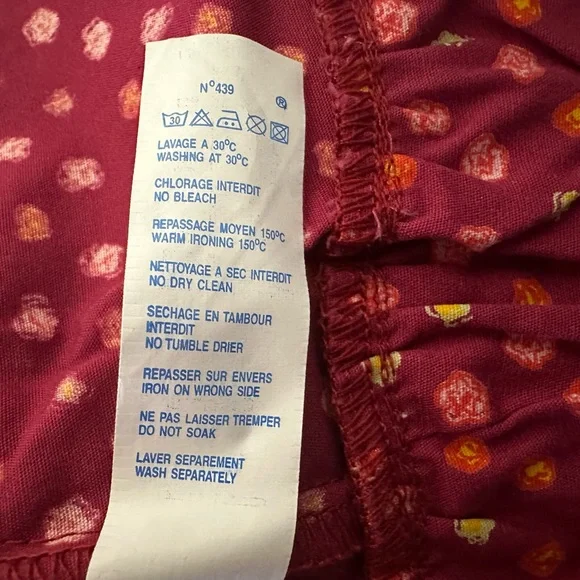 N° 439
®
30
LAVAGE A 30°C
WASHING AT 30°C
CHLORAGE INTERDIT
NO BLEACH
REPASSAGE MOYEN 150°C
WARM IRONING 150°C
NETTOYAGE A SEC INTERDIT
NO DRY CLEAN
SECHAGE EN TAMBOUR
INTERDIT
NO TUMBLE DRIER
REPASSER SUR ENVERS
IRON ON WRONG SIDE
NE PAS LAISSER TREMPER
DO NOT SOAK
LAVER SEPAREMENT
WASH SEPARATELY